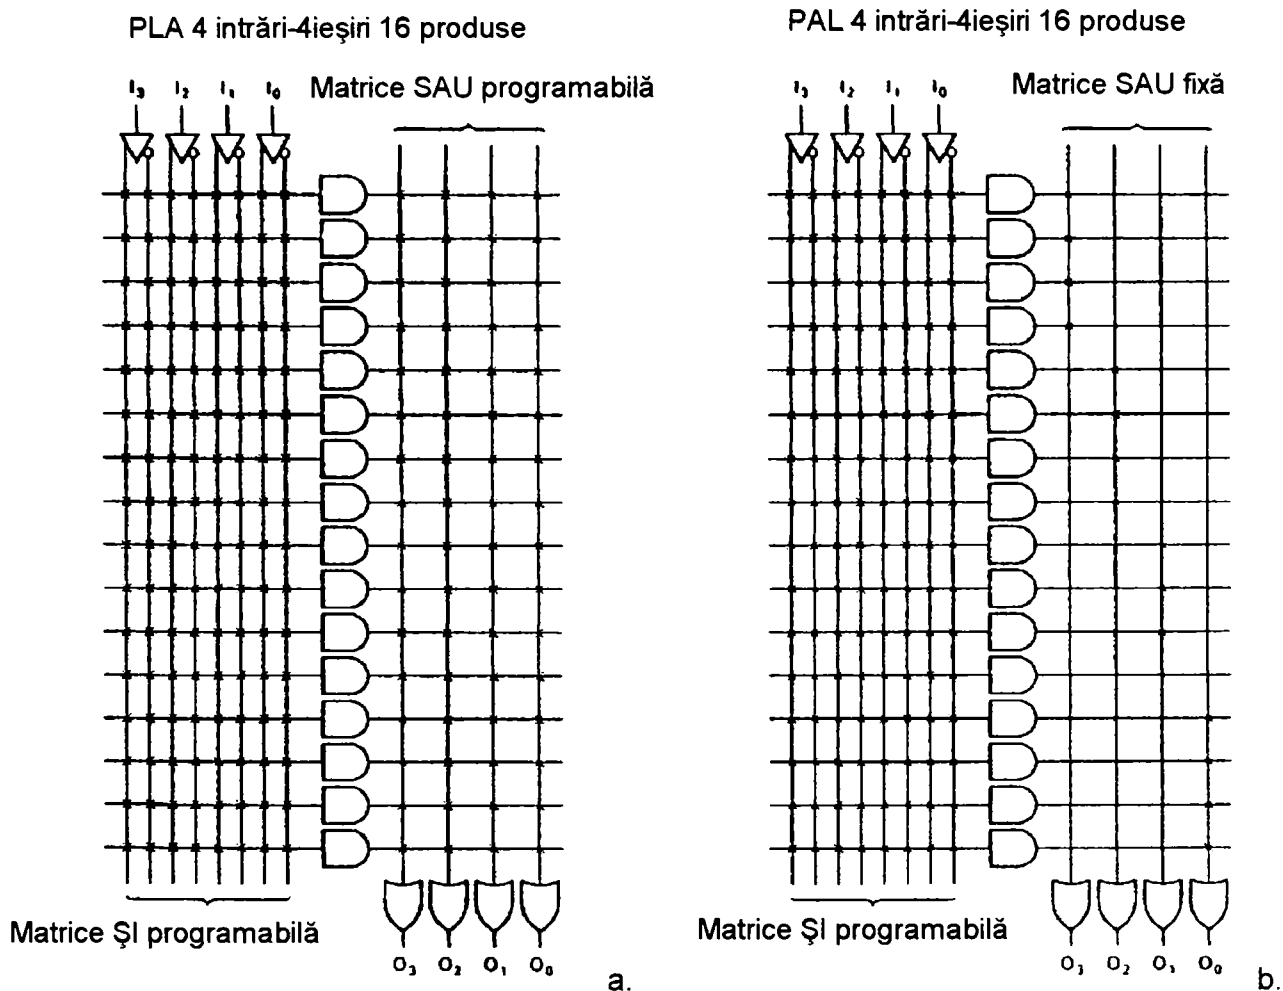 PLA 4 intrări-4ieşiri 16 produse
I₃ I₂ I₁ I₀
Matrice SAU programabilă
Matrice ŞI programabilă
O₃ O₂ O₁ O₀
a.
PAL 4 intrări-4ieşiri 16 produse
I₃ I₂ I₁ I₀
Matrice SAU fixă
Matrice ŞI programabilă
O₃ O₂ O₁ O₀
b.